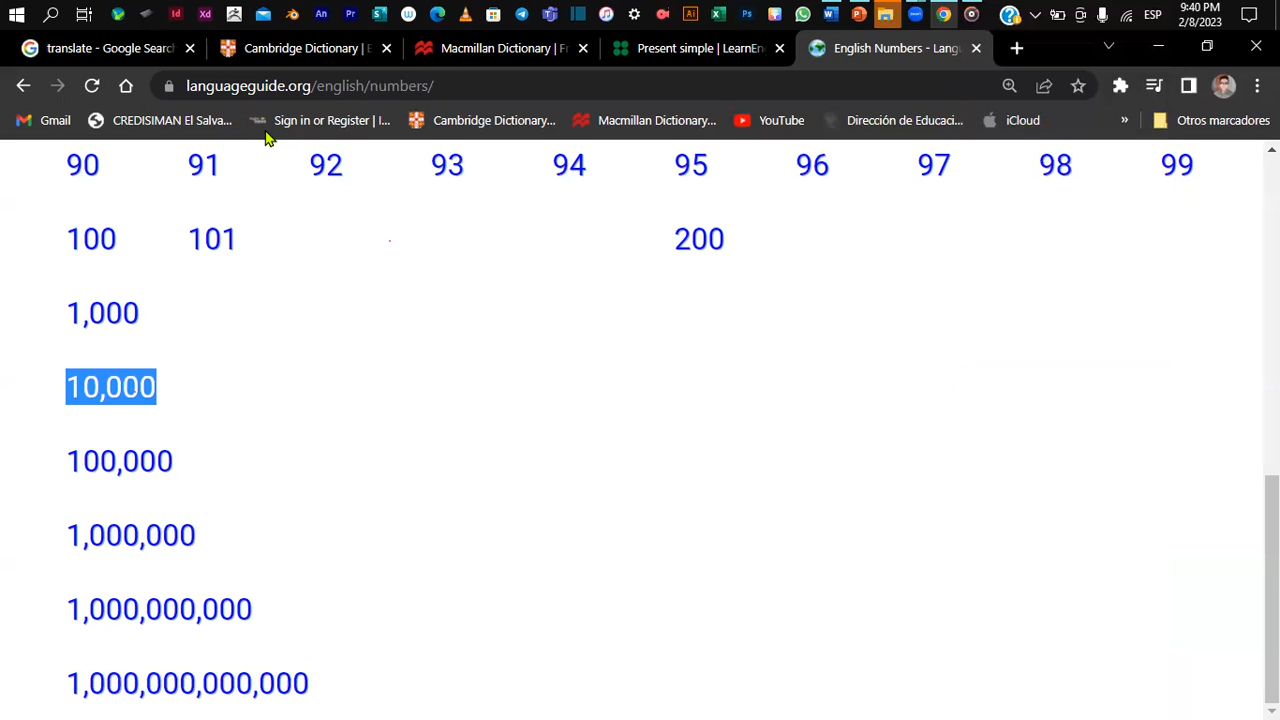 9:40 PM
ESP
2/8/2023
translate - Google Search
Cambridge Dictionary | E
Macmillan Dictionary | Fr
Present simple | LearnEn
English Numbers - Langu
languageguide.org/english/numbers/
Gmail
CREDISIMAN El Salva...
Sign in or Register | I...
Cambridge Dictionary...
Macmillan Dictionary...
YouTube
Dirección de Educaci...
iCloud
»
Otros marcadores
90 91 92 93 94 95 96 97 98 99
100 101 200
1,000
10,000
100,000
1,000,000
1,000,000,000
1,000,000,000,000